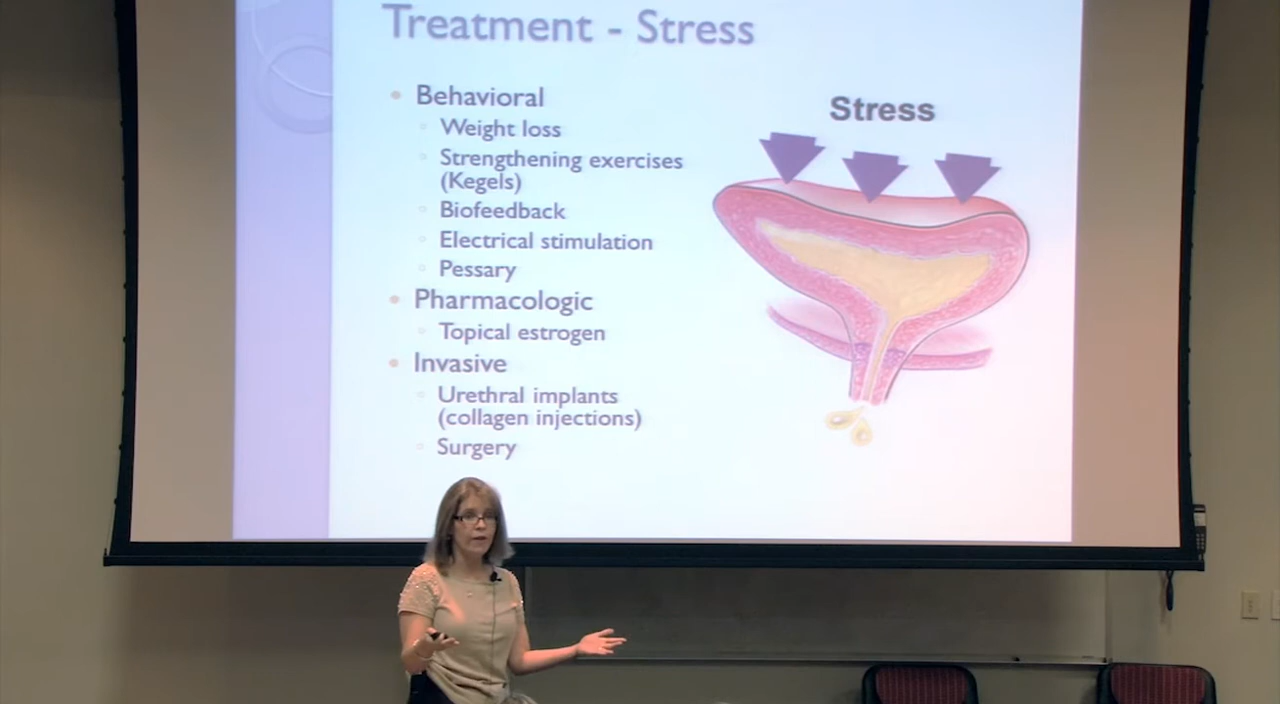 Treatment - Stress
• Behavioral
◦ Weight loss
◦ Strengthening exercises
(Kegels)
◦ Biofeedback
◦ Electrical stimulation
◦ Pessary
• Pharmacologic
◦ Topical estrogen
• Invasive
◦ Urethral implants
(collagen injections)
◦ Surgery
Stress